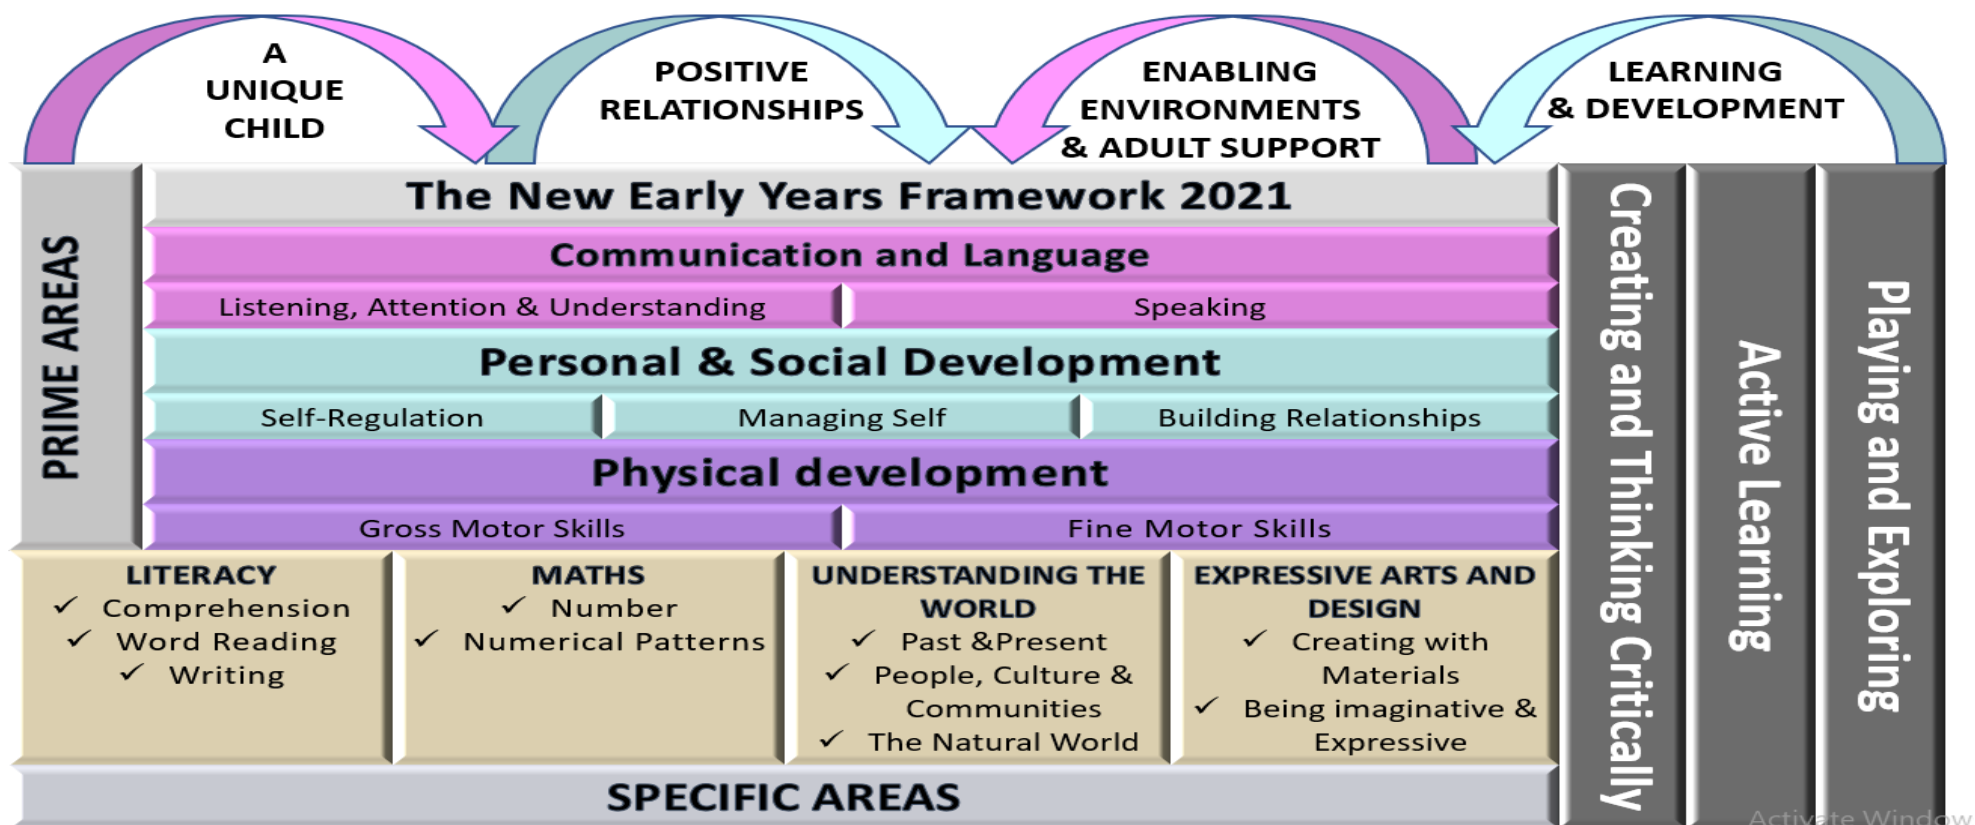 A
UNIQUE
CHILD
POSITIVE
RELATIONSHIPS
ENABLING
ENVIRONMENTS
& ADULT SUPPORT
LEARNING
& DEVELOPMENT
PRIME AREAS
The New Early Years Framework 2021
Communication and Language
Listening, Attention & Understanding
Speaking
Personal & Social Development
Self-Regulation
Managing Self
Building Relationships
Physical development
Gross Motor Skills
Fine Motor Skills
LITERACY
✓ Comprehension
✓ Word Reading
✓ Writing
MATHS
✓ Number
✓ Numerical Patterns
UNDERSTANDING THE
WORLD
✓ Past &Present
✓ People, Culture &
Communities
✓ The Natural World
EXPRESSIVE ARTS AND
DESIGN
✓ Creating with
Materials
✓ Being imaginative &
Expressive
SPECIFIC AREAS
Creating and Thinking Critically
Active Learning
Playing and Exploring
Activate Window